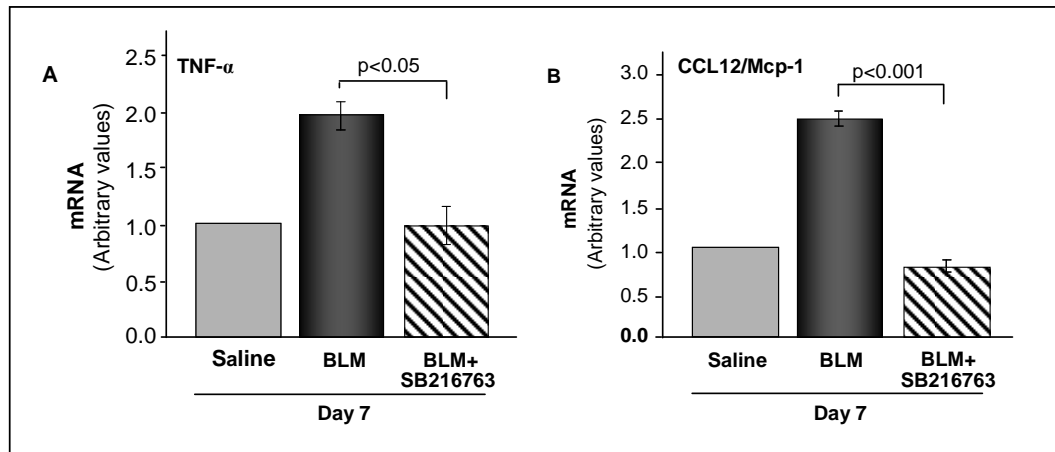 A
TNF-α
p<0.05
mRNA
(Arbitrary values)
2.5
2.0
1.5
1.0
0.5
0.0
Saline
BLM
BLM+
SB216763
Day 7
B
CCL12/Mcp-1
p<0.001
mRNA
(Arbitrary values)
3.0
2.5
2.0
1.5
1.0
0.5
0.0
Saline
BLM
BLM+
SB216763
Day 7